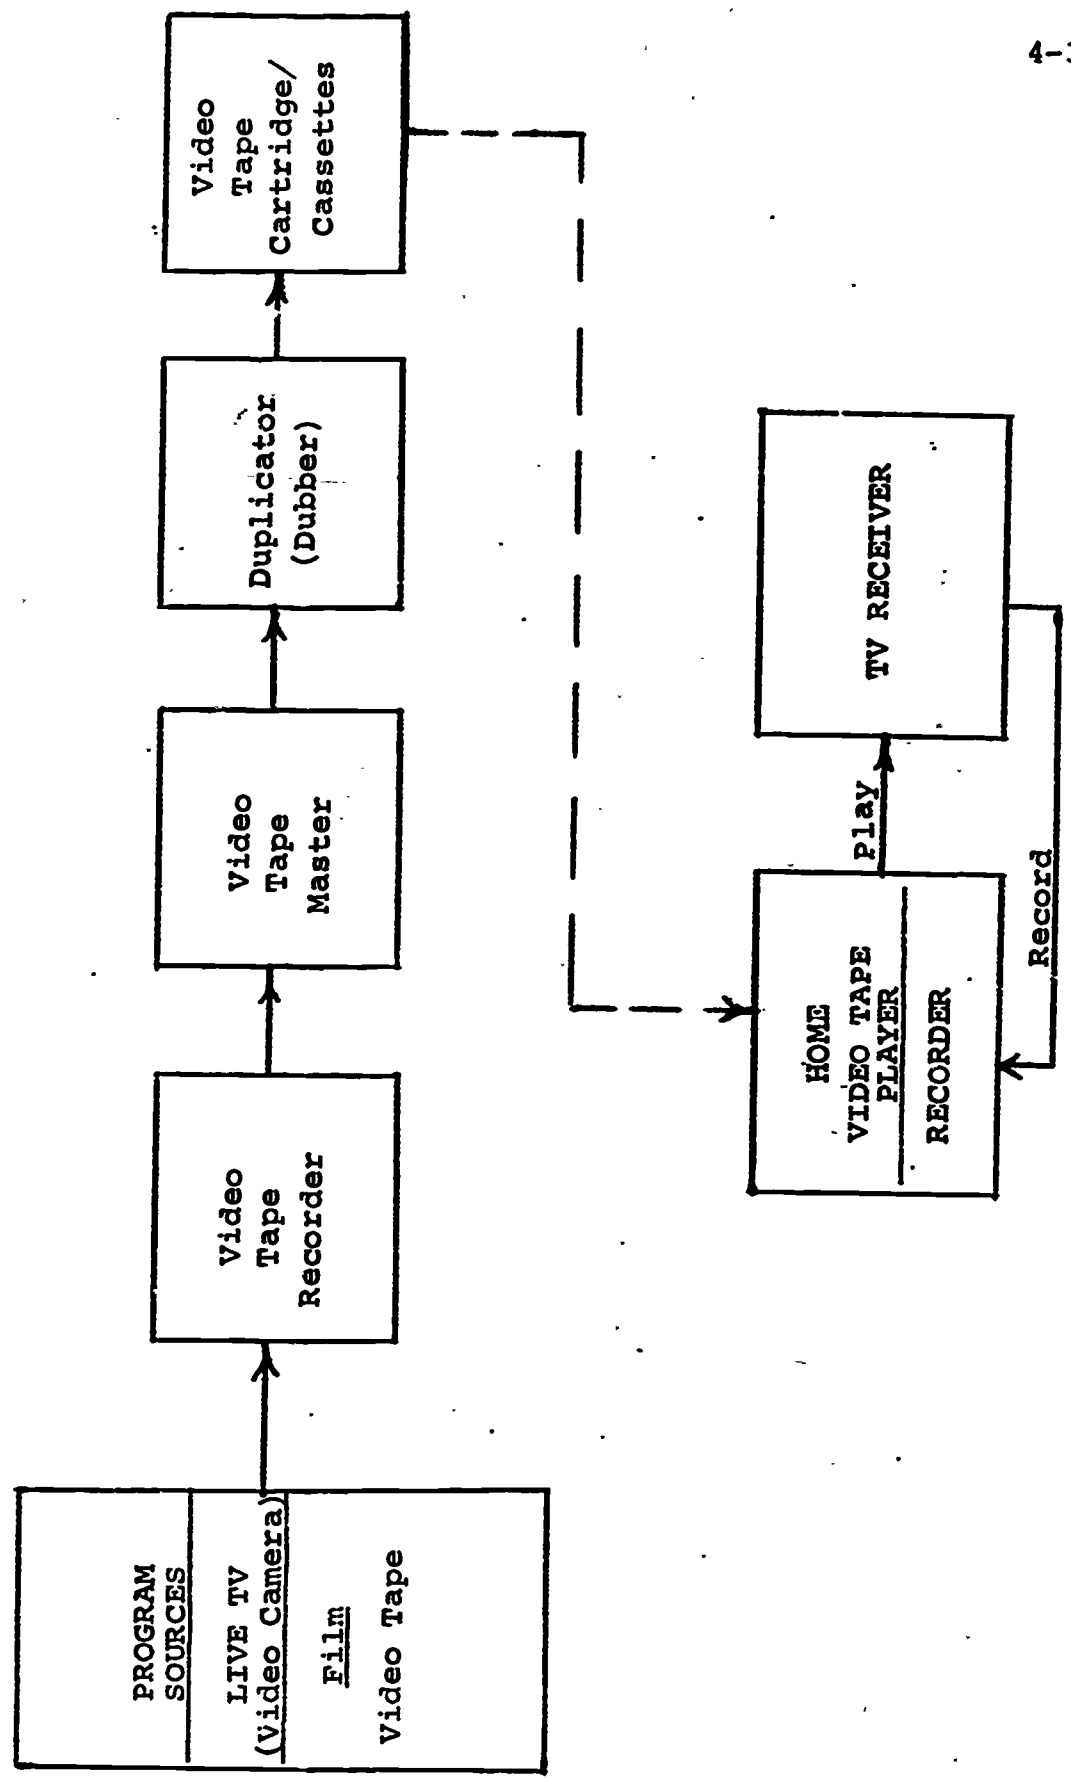 4-3
PROGRAM
SOURCES
LIVE TV
(Video Camera)
Film
Video Tape
Video
Tape
Recorder
Video
Tape
Master
Duplicator
(Dubber)
Video
Tape
Cartridge/
Cassettes
HOME
VIDEO TAPE
PLAYER
RECORDER
Play
TV RECEIVER
Record